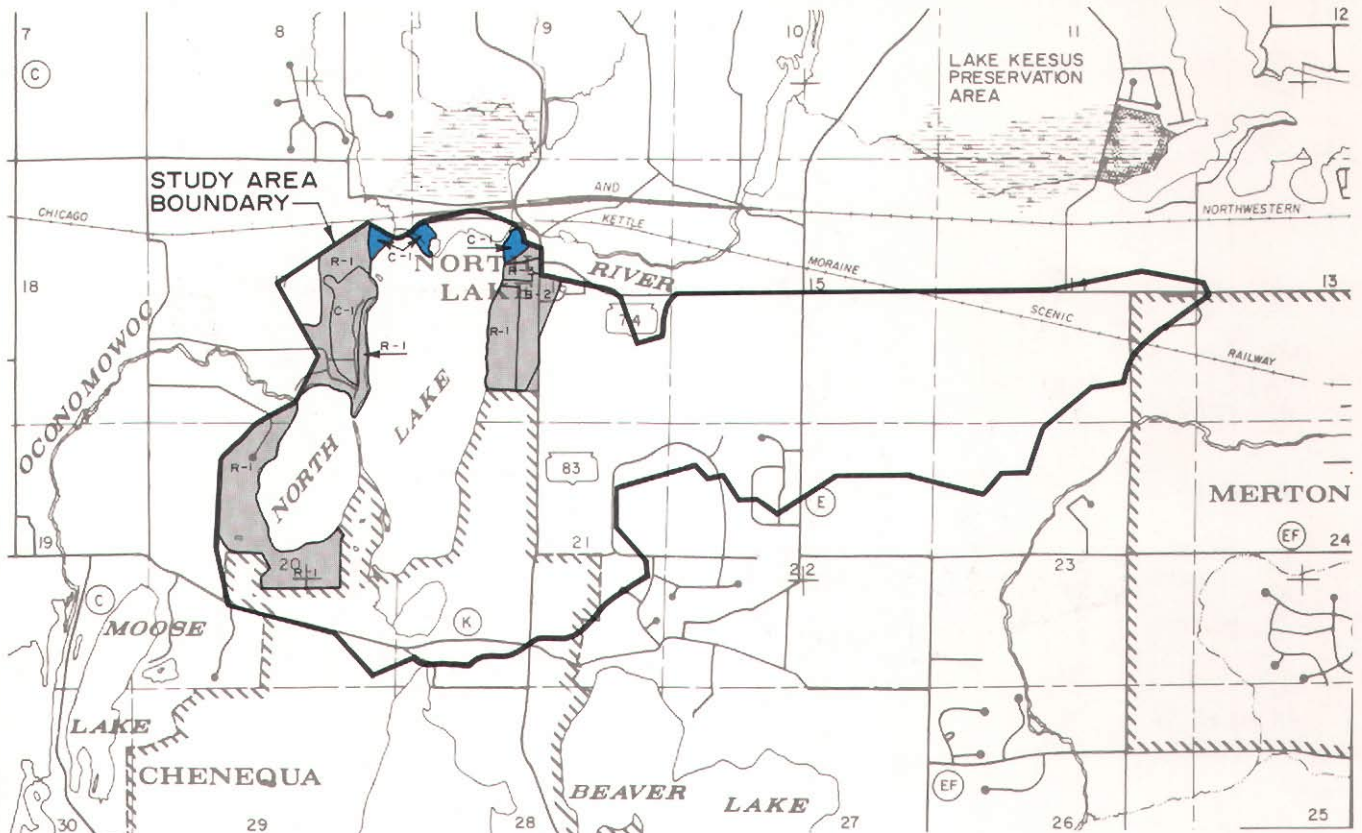 7
8
9
10
11
12
C
LAKE KEESUS
PRESERVATION
AREA
STUDY AREA
BOUNDARY
CHICAGO
AND
NORTHWESTERN
KETTLE
MORAINE
SCENIC
RAILWAY
R-1
C-1
C-1
NORTH
LAKE
RIVER
R-3
B-2
18
15
14
13
74
C-1
R-1
R-1
OCONOMOWOC
LAKE
NORTH
R-1
83
E
MERTON
EF
19
20
R-1
21
22
23
24
C
MOOSE
LAKE
K
CHENEQUA
BEAVER
LAKE
EF
30
29
28
27
26
25